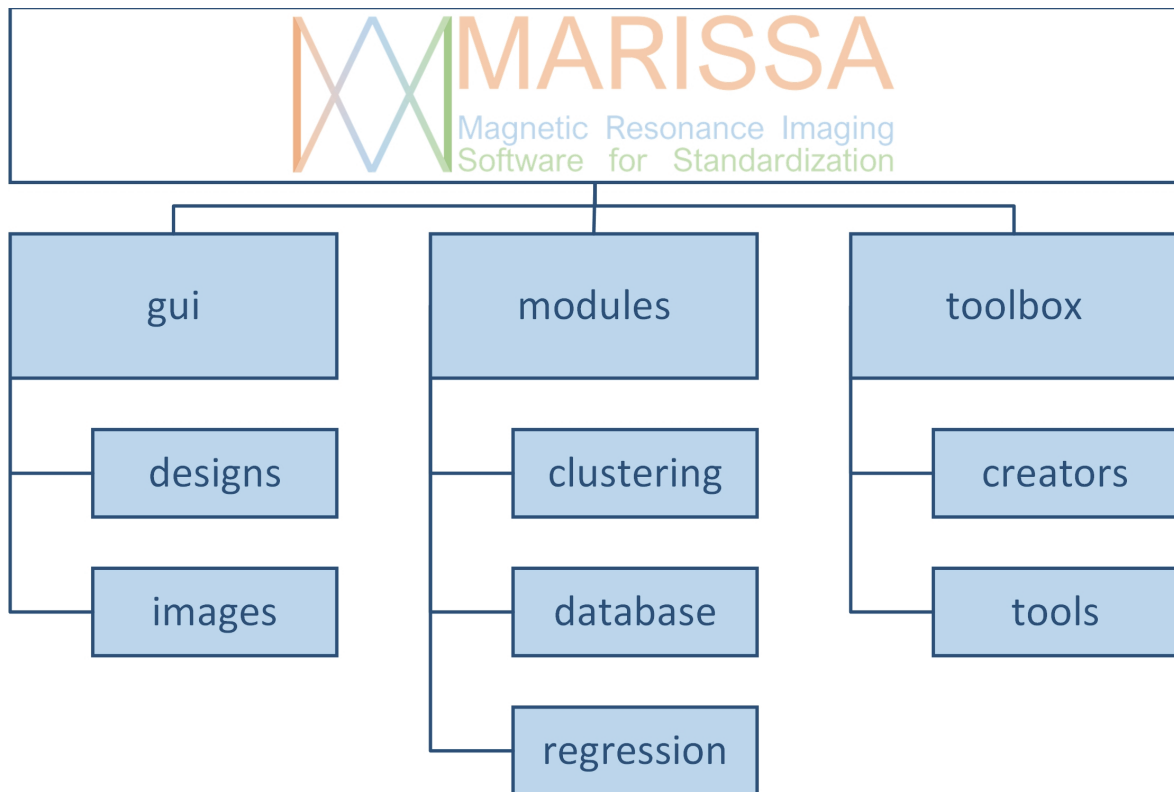 MARISSA
Magnetic Resonance Imaging
Software for Standardization
gui
modules
toolbox
designs
clustering
creators
images
database
tools
regression